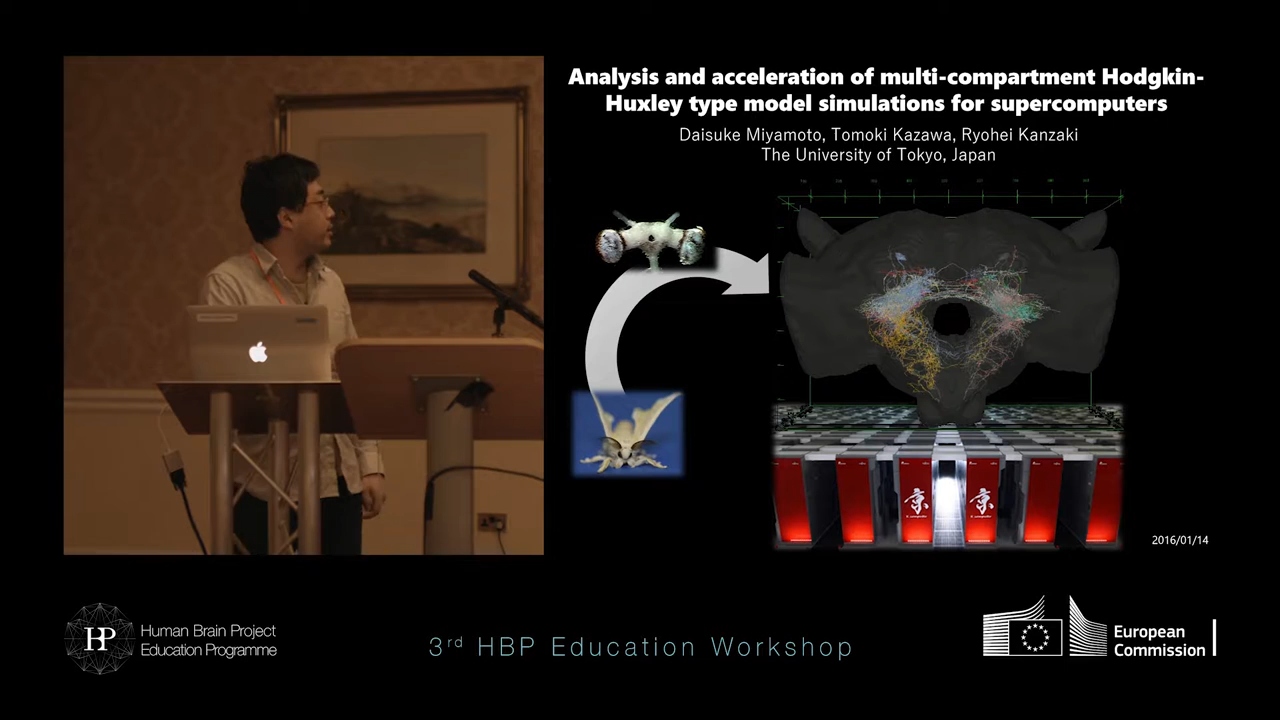 Analysis and acceleration of multi-compartment Hodgkin-
Huxley type model simulations for supercomputers
Daisuke Miyamoto, Tomoki Kazawa, Ryohei Kanzaki
The University of Tokyo, Japan
京
京
2016/01/14
HP
Human Brain Project
Education Programme
3rd HBP Education Workshop
European
Commission